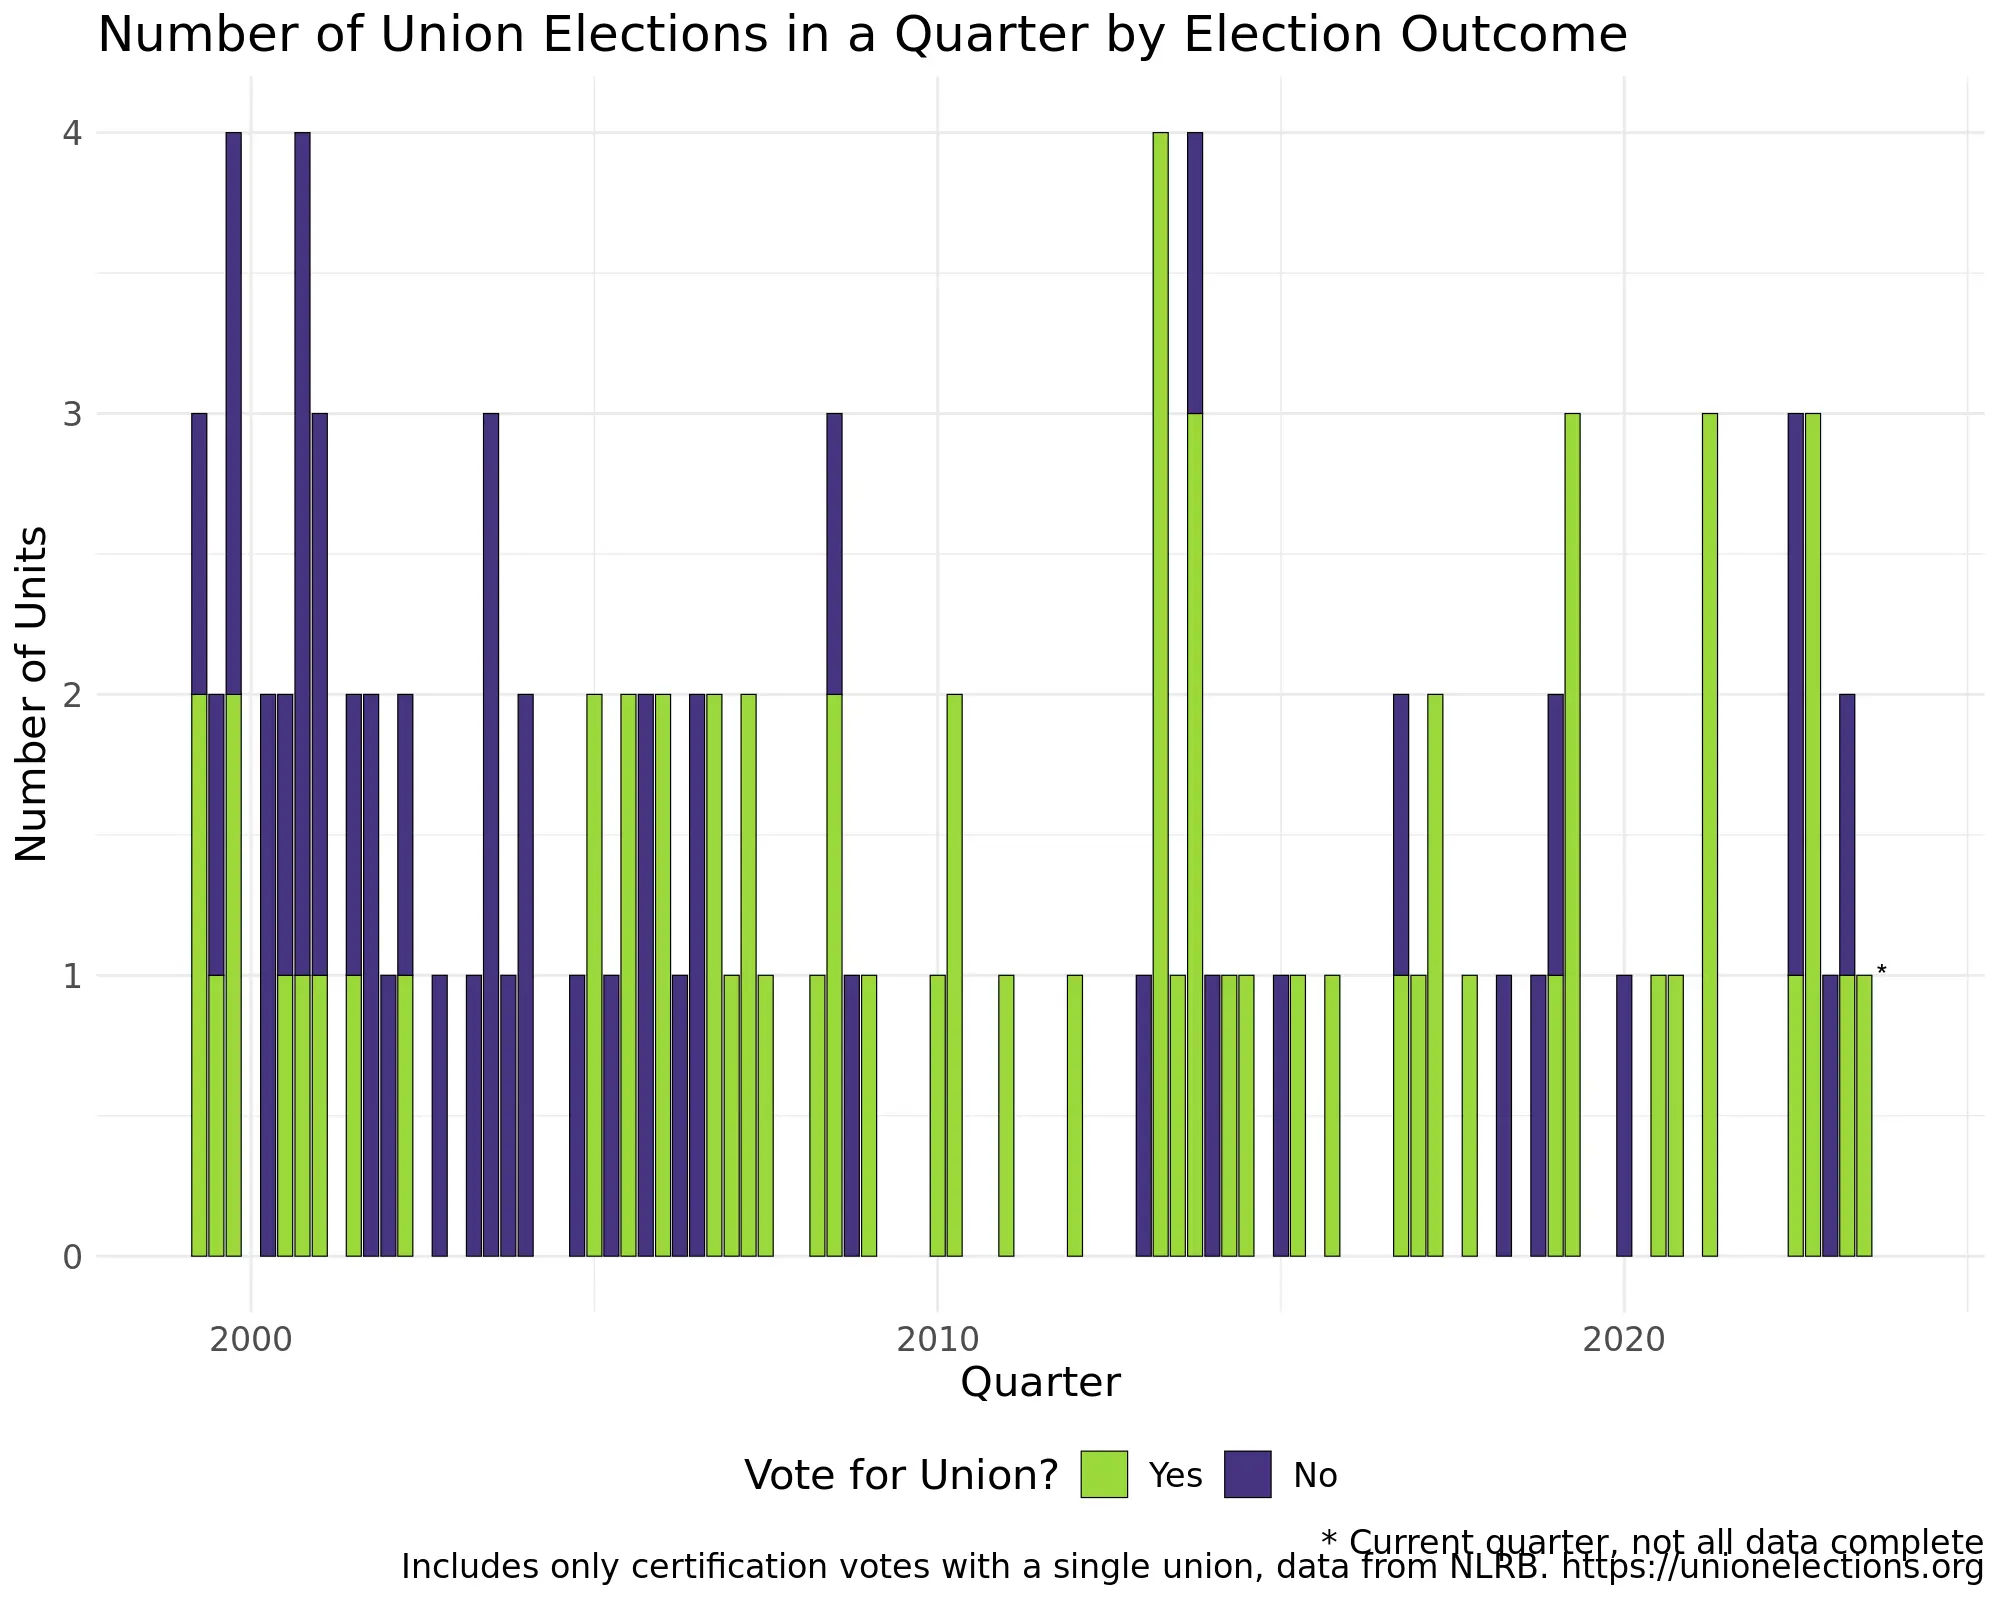 Number of Union Elections in a Quarter by Election Outcome
Number of Units
4
3
2
1
0
*
2000 2010 2020
Quarter
Vote for Union? Yes No
* Current quarter, not all data complete
Includes only certification votes with a single union, data from NLRB. https://unionelections.org